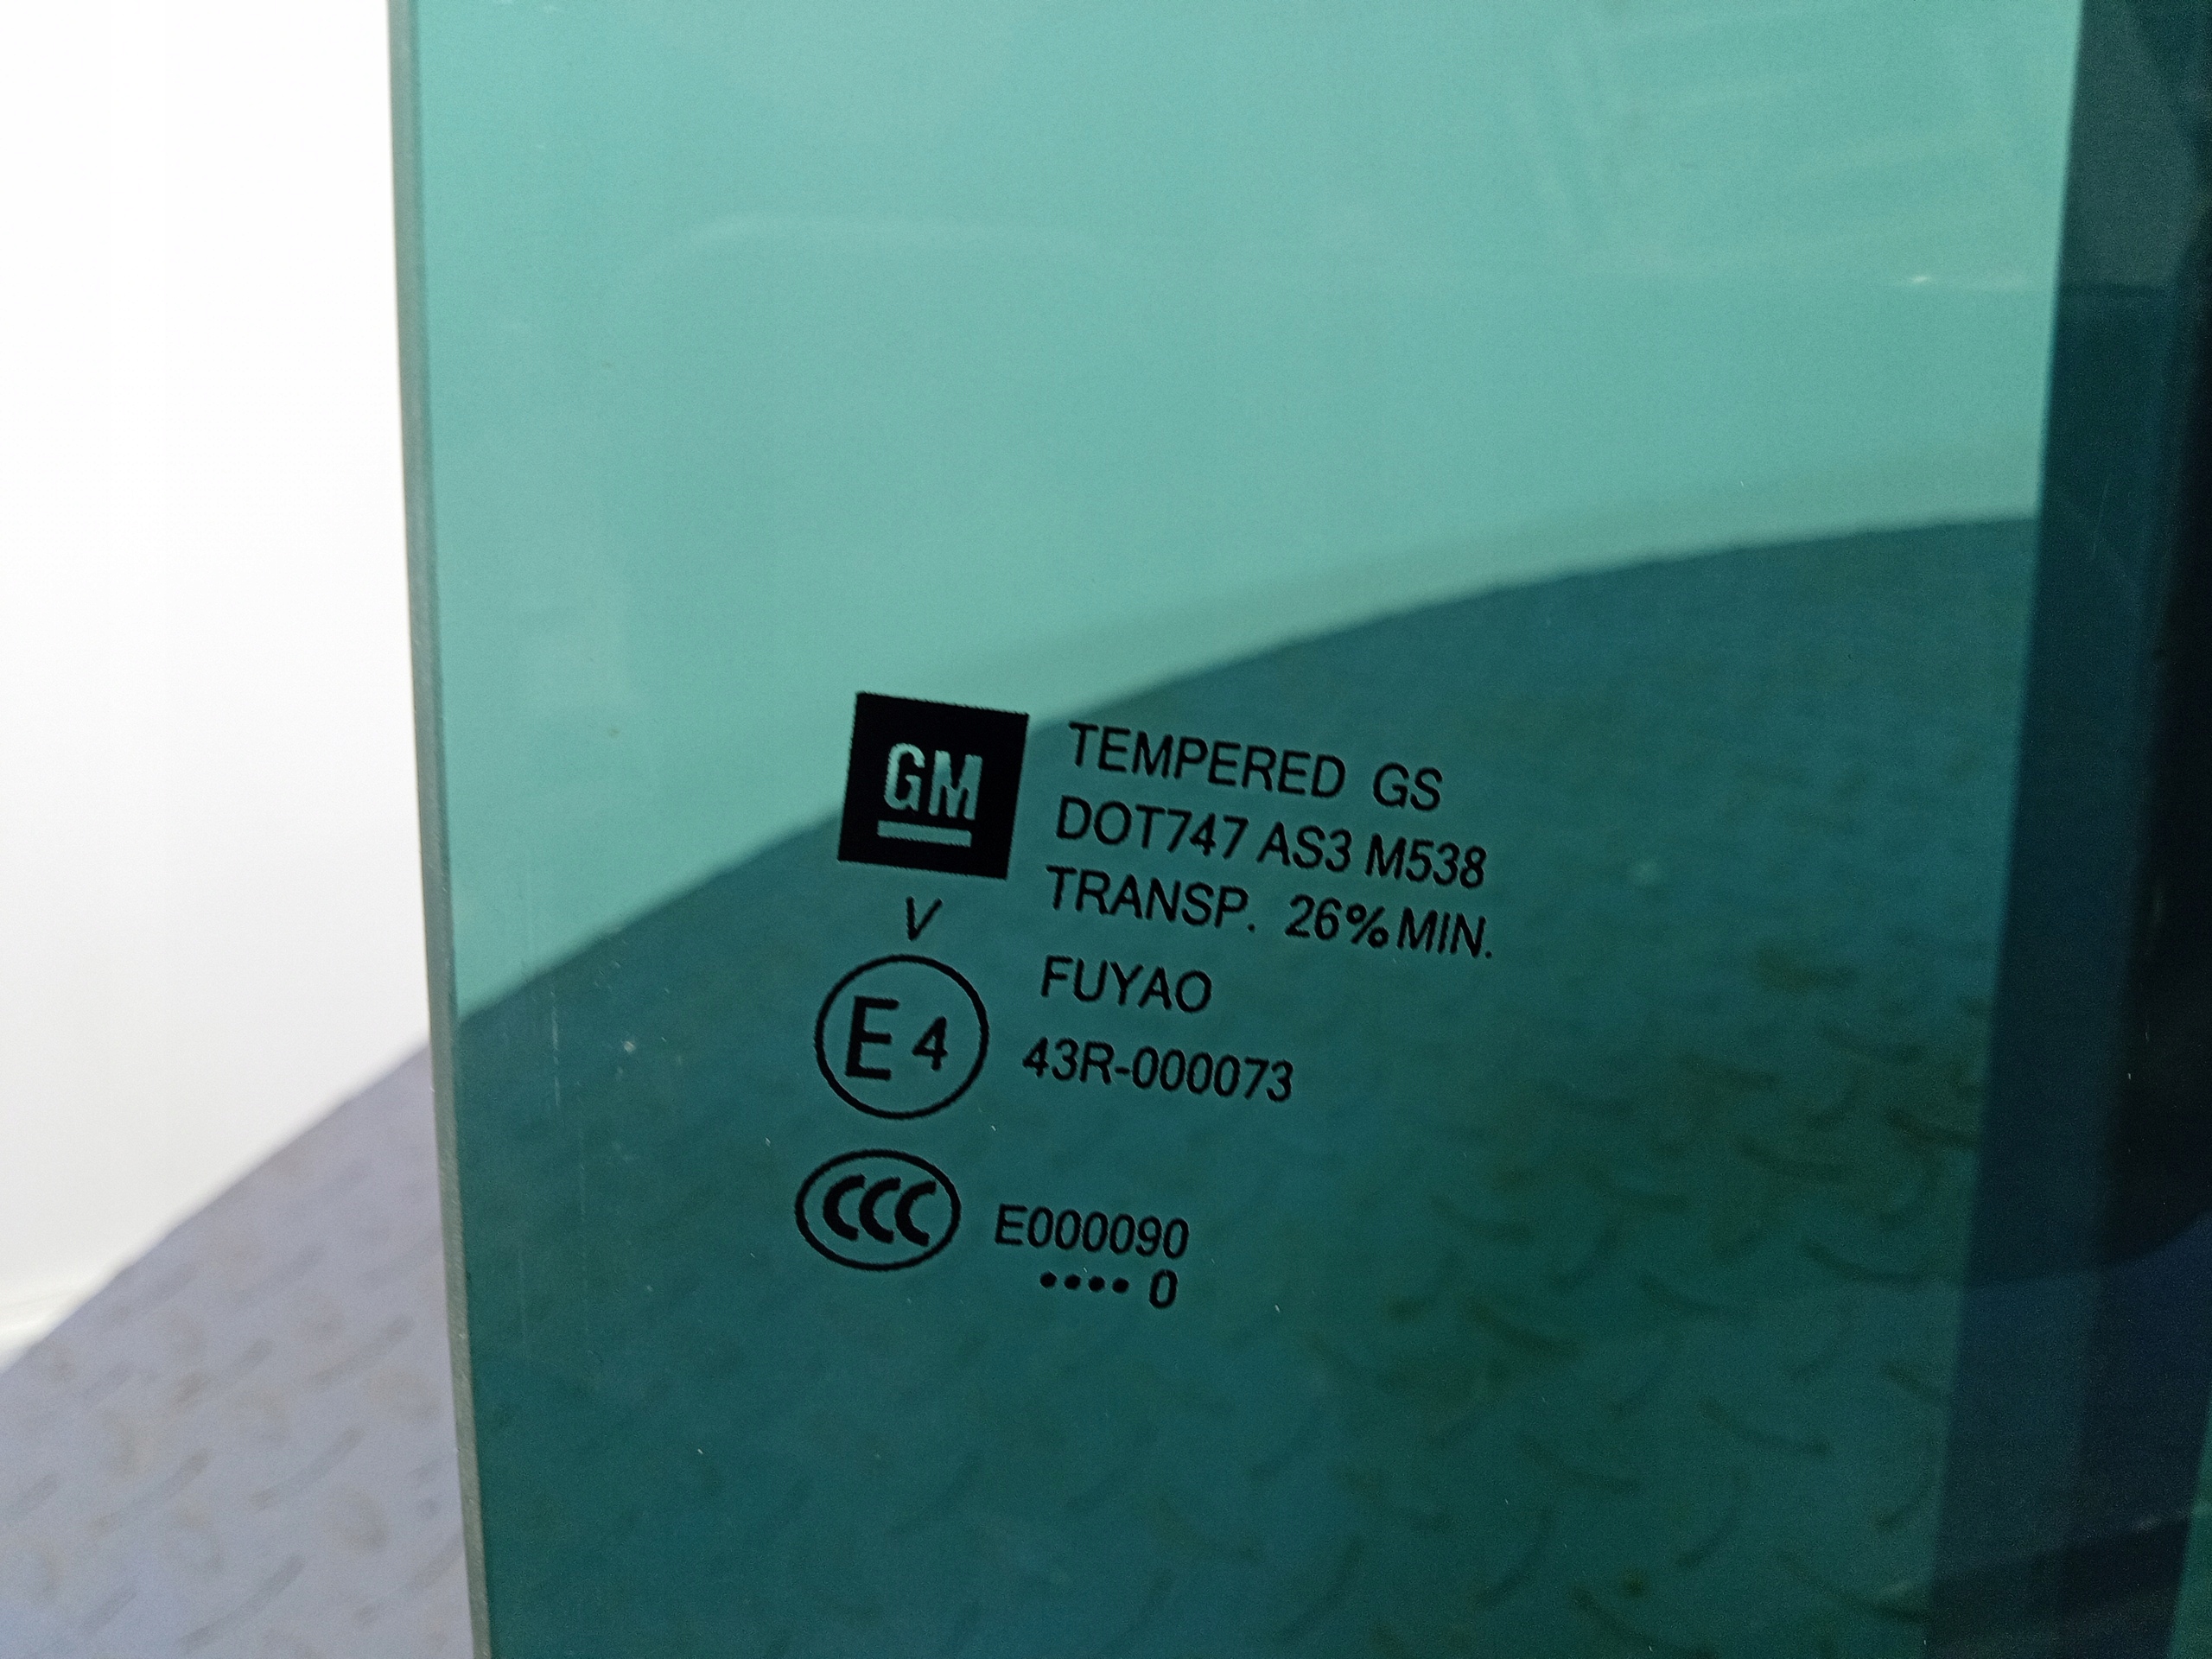 GM
TEMPERED GS
DOT747 AS3 M538
TRANSP. 26% MIN.
V
FUYAO
E4
43R-000073
CCC
E000090
•••• 0